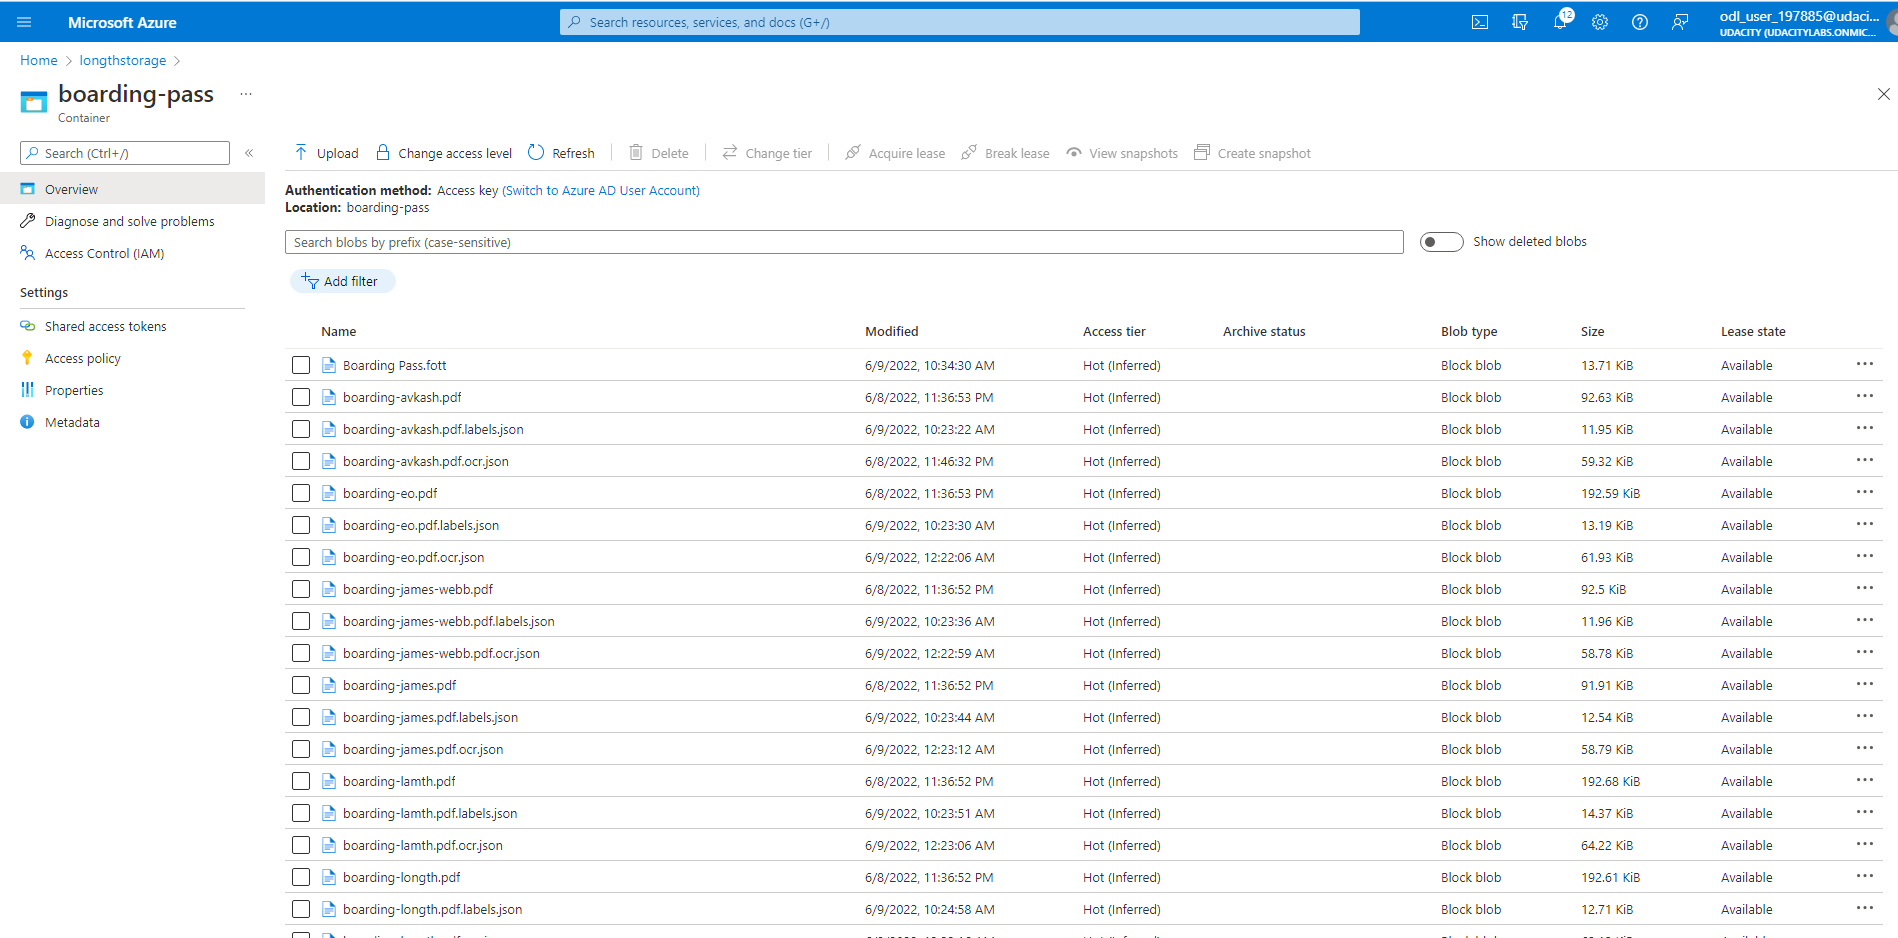 Microsoft Azure
Search resources, services, and docs (G+/)
12
odl_user_197885@udaci...
UDACITY (UDACITYLABS.ONMIC...
Home > longthstorage >
boarding-pass ...
Container
Search (Ctrl+/) «
Overview
Diagnose and solve problems
Access Control (IAM)
Settings
Shared access tokens
Access policy
Properties
Metadata
Upload Change access level Refresh Delete Change tier Acquire lease Break lease View snapshots Create snapshot
Authentication method: Access key (Switch to Azure AD User Account)
Location: boarding-pass
Search blobs by prefix (case-sensitive) Show deleted blobs
Add filter
Name Modified Access tier Archive status Blob type Size Lease state
Boarding Pass.fott 6/9/2022, 10:34:30 AM Hot (Inferred) Block blob 13.71 KiB Available
boarding-avkash.pdf 6/8/2022, 11:36:53 PM Hot (Inferred) Block blob 92.63 KiB Available
boarding-avkash.pdf.labels.json 6/9/2022, 10:23:22 AM Hot (Inferred) Block blob 11.95 KiB Available
boarding-avkash.pdf.ocr.json 6/8/2022, 11:46:32 PM Hot (Inferred) Block blob 59.32 KiB Available
boarding-eo.pdf 6/8/2022, 11:36:53 PM Hot (Inferred) Block blob 192.59 KiB Available
boarding-eo.pdf.labels.json 6/9/2022, 10:23:30 AM Hot (Inferred) Block blob 13.19 KiB Available
boarding-eo.pdf.ocr.json 6/9/2022, 12:22:06 AM Hot (Inferred) Block blob 61.93 KiB Available
boarding-james-webb.pdf 6/8/2022, 11:36:52 PM Hot (Inferred) Block blob 92.5 KiB Available
boarding-james-webb.pdf.labels.json 6/9/2022, 10:23:36 AM Hot (Inferred) Block blob 11.96 KiB Available
boarding-james-webb.pdf.ocr.json 6/9/2022, 12:22:59 AM Hot (Inferred) Block blob 58.78 KiB Available
boarding-james.pdf 6/8/2022, 11:36:52 PM Hot (Inferred) Block blob 91.91 KiB Available
boarding-james.pdf.labels.json 6/9/2022, 10:23:44 AM Hot (Inferred) Block blob 12.54 KiB Available
boarding-james.pdf.ocr.json 6/9/2022, 12:23:12 AM Hot (Inferred) Block blob 58.79 KiB Available
boarding-lamth.pdf 6/8/2022, 11:36:52 PM Hot (Inferred) Block blob 192.68 KiB Available
boarding-lamth.pdf.labels.json 6/9/2022, 10:23:51 AM Hot (Inferred) Block blob 14.37 KiB Available
boarding-lamth.pdf.ocr.json 6/9/2022, 12:23:06 AM Hot (Inferred) Block blob 64.22 KiB Available
boarding-longth.pdf 6/8/2022, 11:36:52 PM Hot (Inferred) Block blob 192.61 KiB Available
boarding-longth.pdf.labels.json 6/9/2022, 10:24:58 AM Hot (Inferred) Block blob 12.71 KiB Available